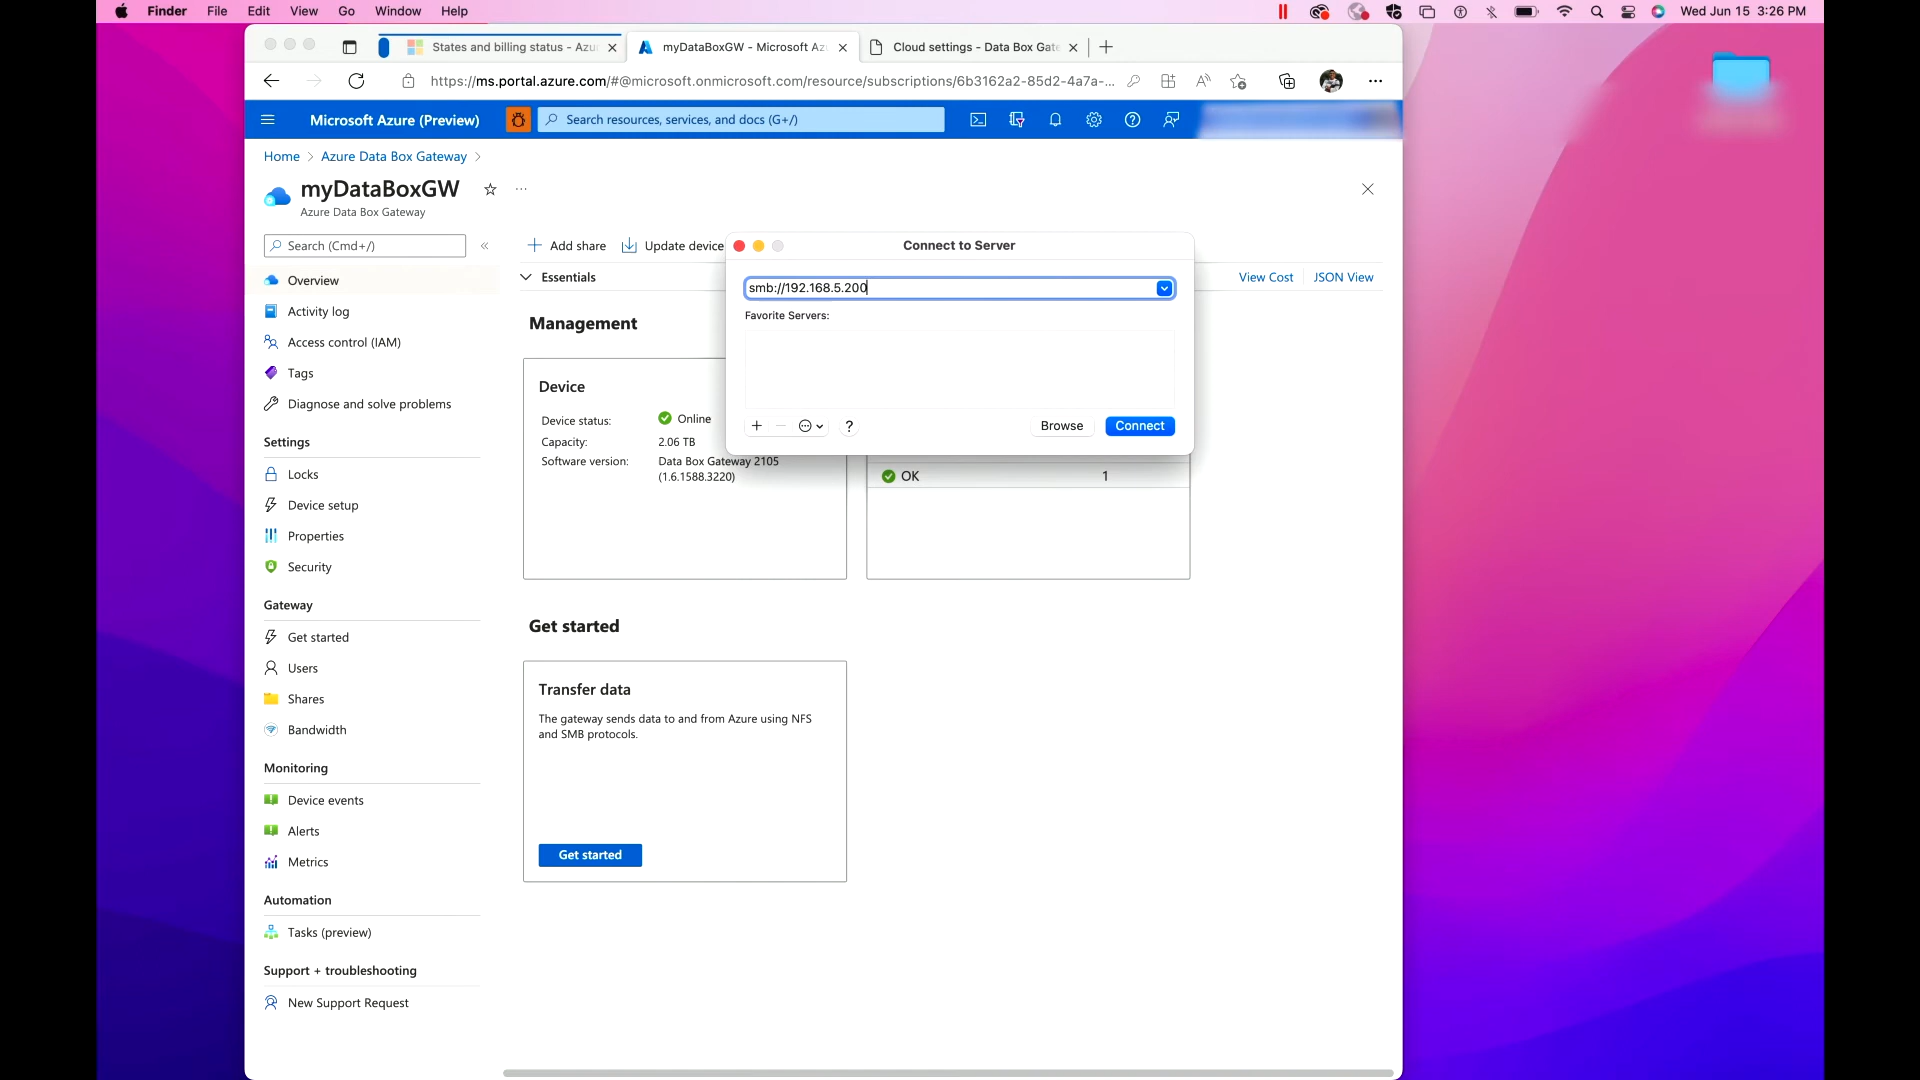 Finder File Edit View Go Window Help
Wed Jun 15 3:26 PM
States and billing status - Azu
myDataBoxGW - Microsoft Az
Cloud settings - Data Box Gate
https://ms.portal.azure.com/#@microsoft.onmicrosoft.com/resource/subscriptions/6b3162a2-85d2-4a7a-...
Microsoft Azure (Preview)
Search resources, services, and docs (G+/)
Home > Azure Data Box Gateway >
myDataBoxGW
Azure Data Box Gateway
Search (Cmd+/)
Overview
Activity log
Access control (IAM)
Tags
Diagnose and solve problems
Settings
Locks
Device setup
Properties
Security
Gateway
Get started
Users
Shares
Bandwidth
Monitoring
Device events
Alerts
Metrics
Automation
Tasks (preview)
Support + troubleshooting
New Support Request
Add share
Update device
Essentials
View Cost
JSON View
Management
Device
Device status: Online
Capacity: 2.06 TB
Software version: Data Box Gateway 2105
(1.6.1588.3220)
OK 1
Get started
Transfer data
The gateway sends data to and from Azure using NFS
and SMB protocols.
Get started
Connect to Server
smb://192.168.5.200
Favorite Servers:
?
Browse
Connect